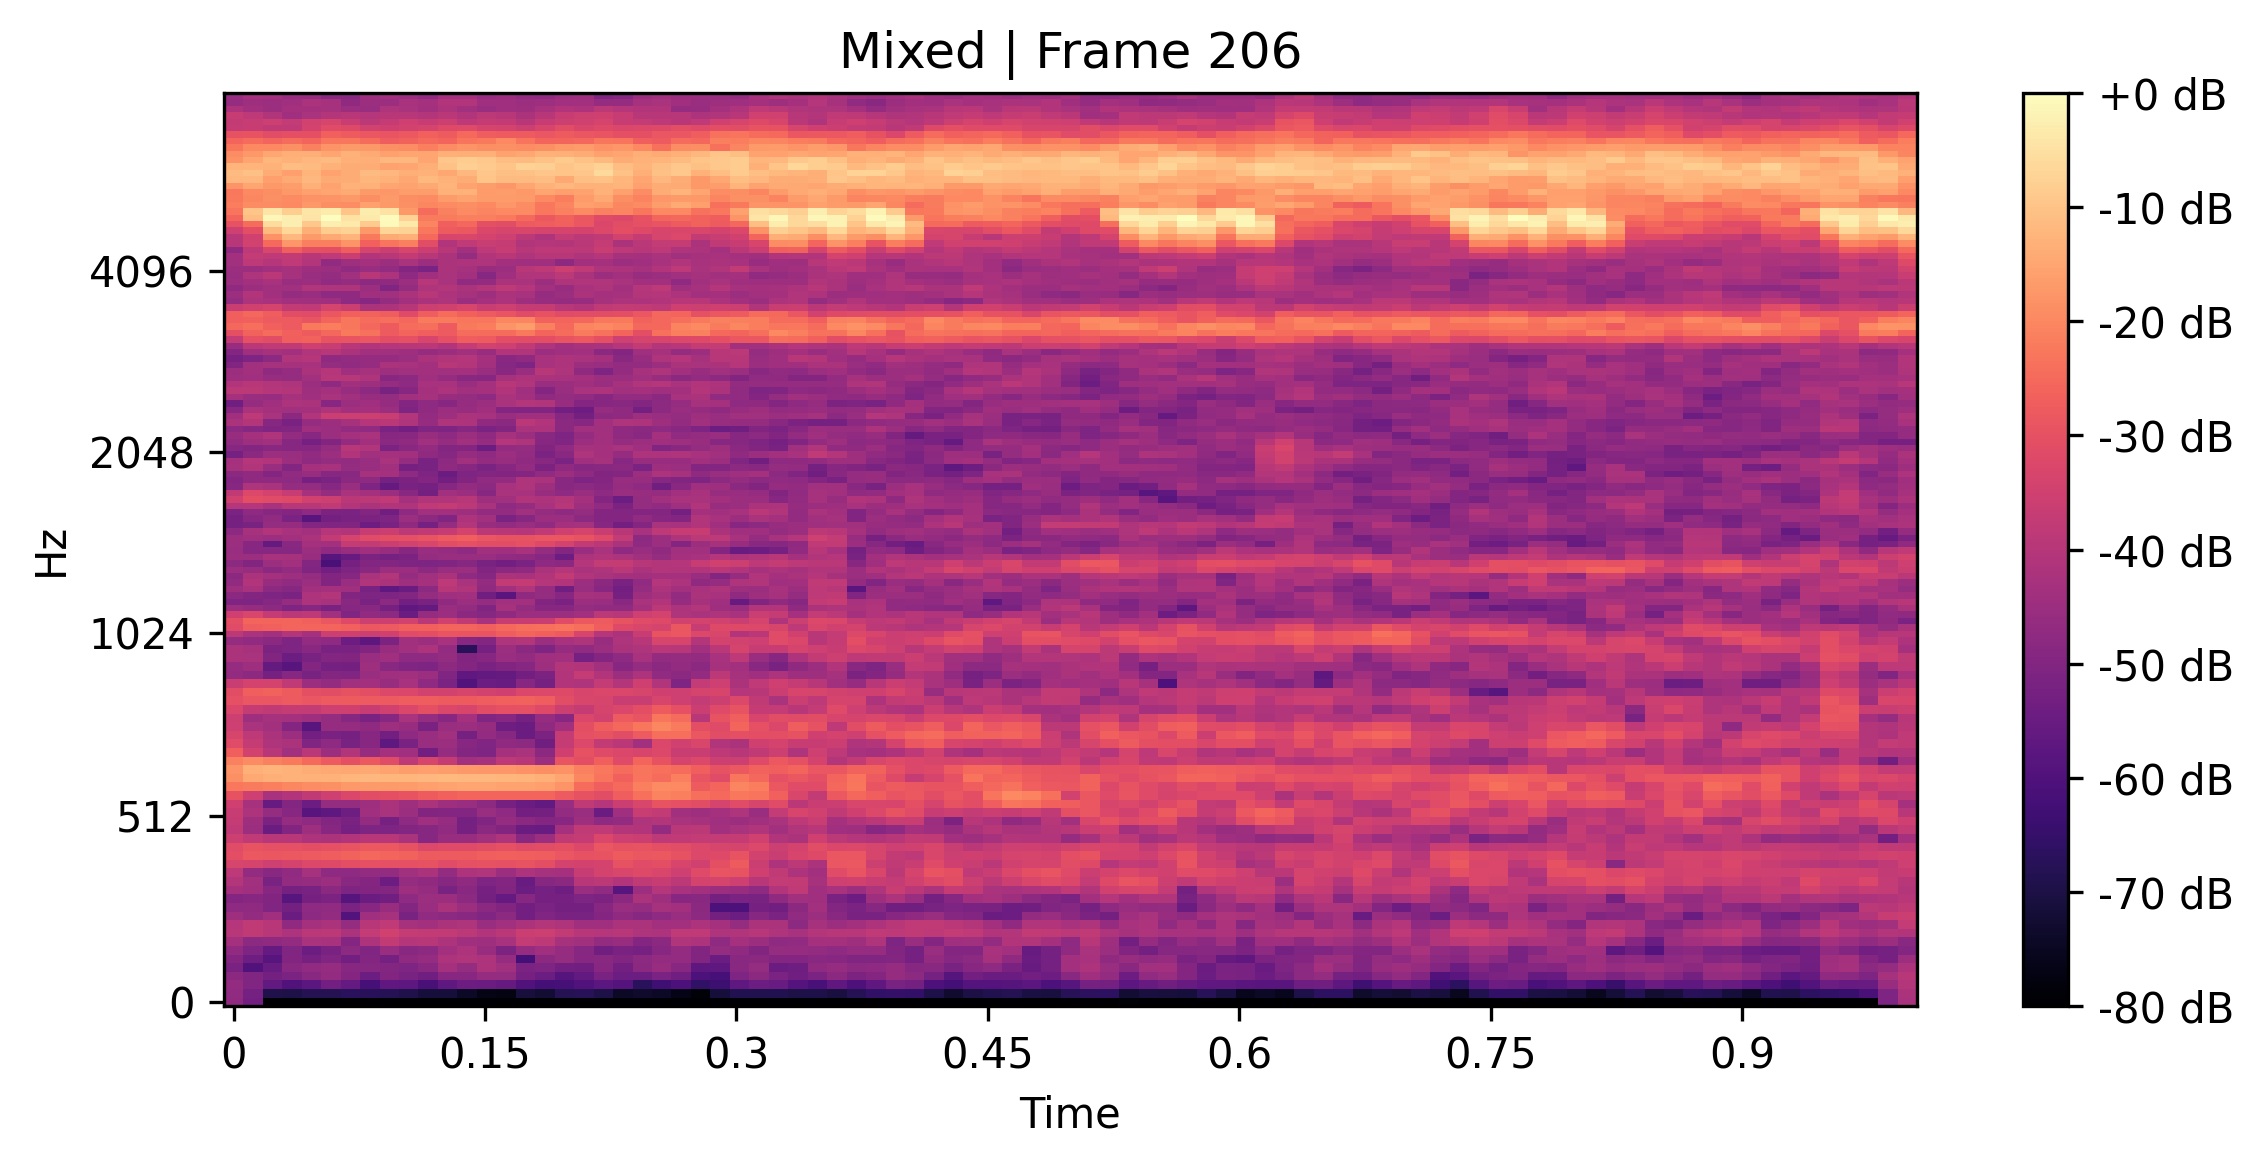 Mixed | Frame 206
Hz
4096
2048
1024
512
0
0 0.15 0.3 0.45 0.6 0.75 0.9
Time
+0 dB
-10 dB
-20 dB
-30 dB
-40 dB
-50 dB
-60 dB
-70 dB
-80 dB